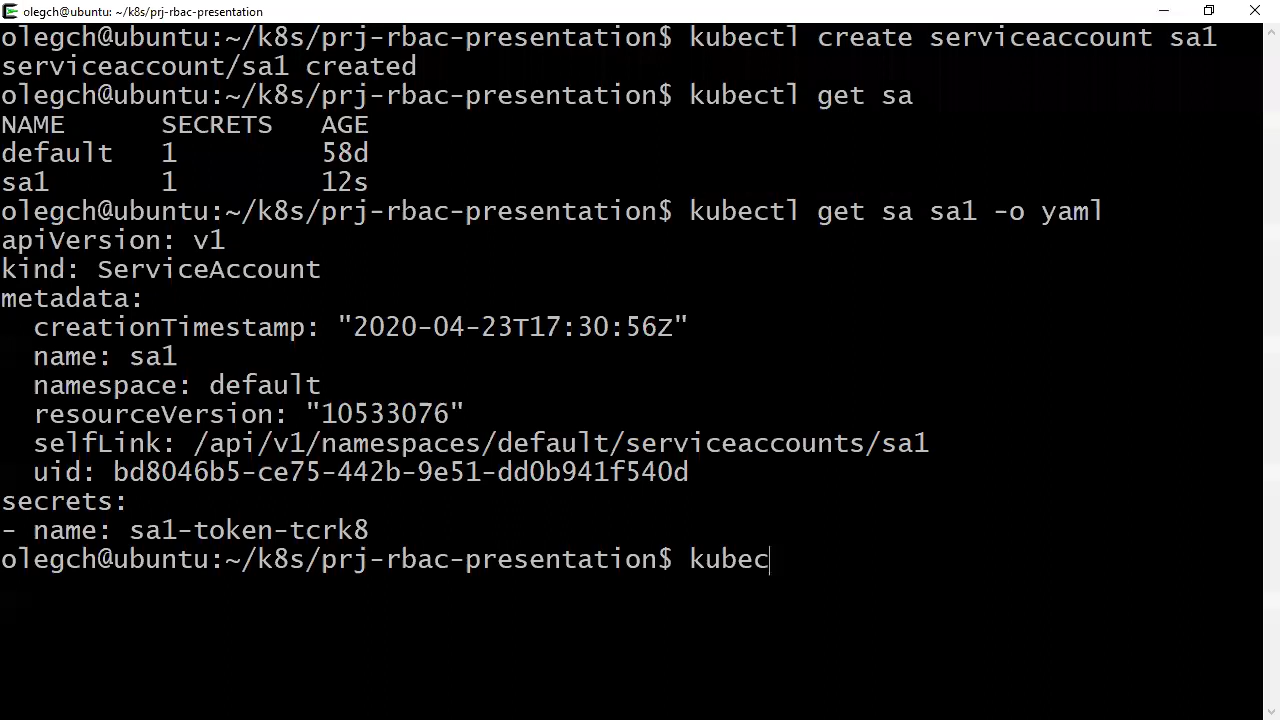 olegch@ubuntu: ~/k8s/prj-rbac-presentation
olegch@ubuntu:~/k8s/prj-rbac-presentation$ kubectl create serviceaccount sa1
serviceaccount/sa1 created
olegch@ubuntu:~/k8s/prj-rbac-presentation$ kubectl get sa
NAME      SECRETS   AGE
default   1         58d
sa1       1         12s
olegch@ubuntu:~/k8s/prj-rbac-presentation$ kubectl get sa sa1 -o yaml
apiVersion: v1
kind: ServiceAccount
metadata:
  creationTimestamp: "2020-04-23T17:30:56Z"
  name: sa1
  namespace: default
  resourceVersion: "10533076"
  selfLink: /api/v1/namespaces/default/serviceaccounts/sa1
  uid: bd8046b5-ce75-442b-9e51-dd0b941f540d
secrets:
- name: sa1-token-tcrk8
olegch@ubuntu:~/k8s/prj-rbac-presentation$ kubec